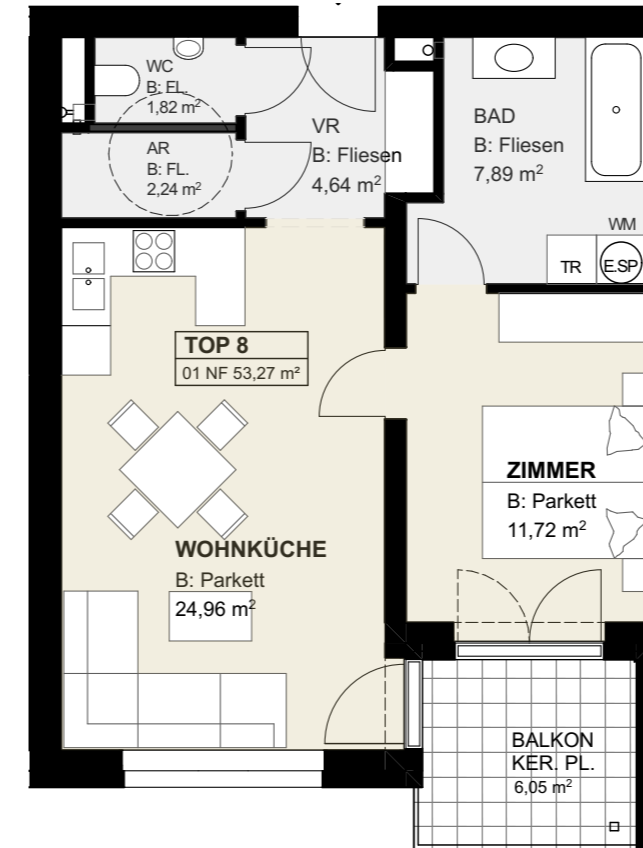 WC
B: FL.
1,82 m²
AR
B: FL.
2,24 m²
VR
B: Fliesen
4,64 m²
BAD
B: Fliesen
7,89 m²
WM
TR
E.SP
TOP 8
01 NF 53,27 m²
ZIMMER
B: Parkett
11,72 m²
WOHNKÜCHE
B: Parkett
24,96 m²
BALKON
KER. PL.
6,05 m²